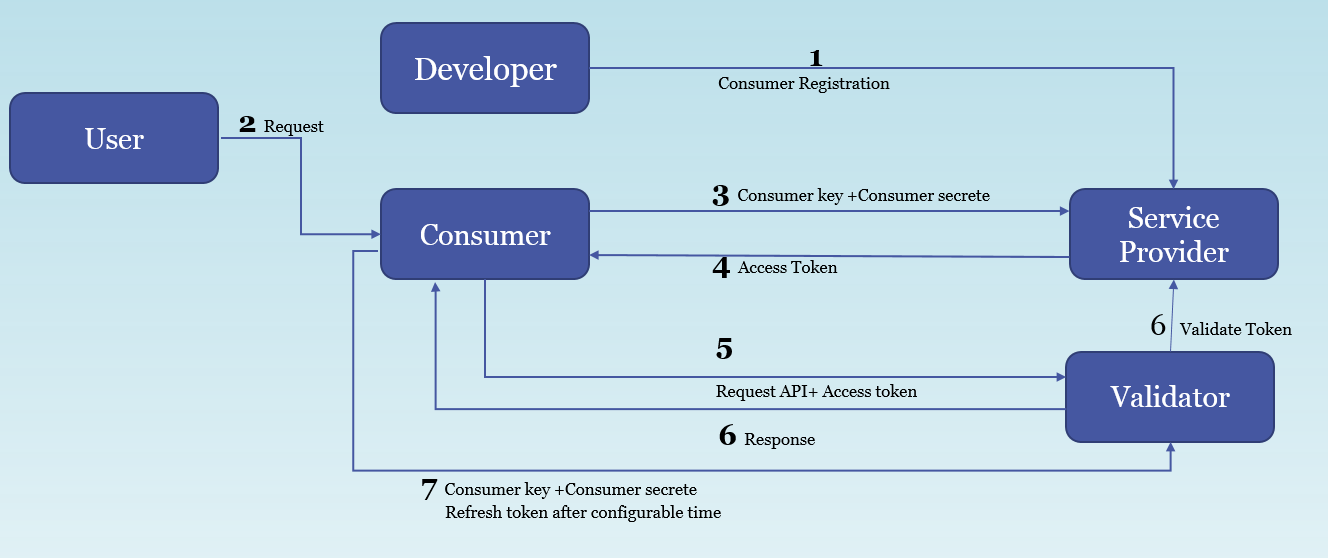 Developer
1
Consumer Registration
User
2 Request
Consumer
3 Consumer key +Consumer secrete
Service
Provider
4 Access Token
6 Validate Token
5
Request API+ Access token
Validator
6 Response
7 Consumer key +Consumer secrete
Refresh token after configurable time